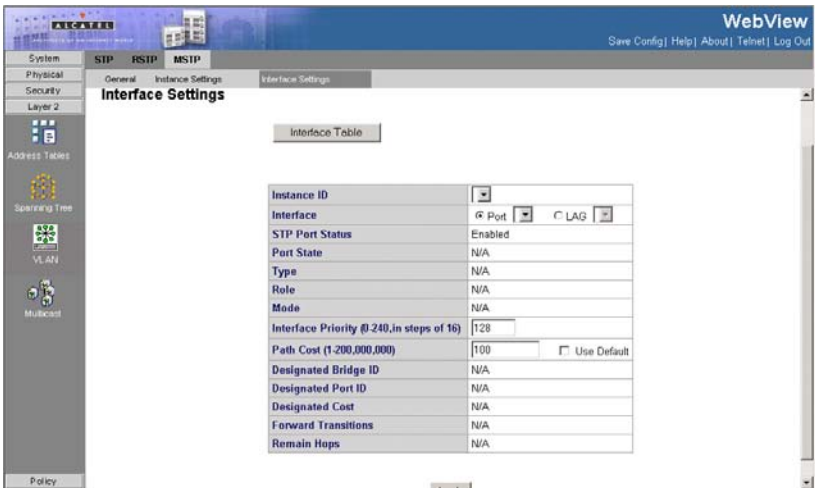 ALCATEL
WebView
Save Config| Help| About| Telnet| Log Out
System
Physical
Security
Layer 2
Address Tables
Spanning Tree
VLAN
Multicast
Policy
STP RSTP MSTP
General Instance Settings Interface Settings
Interface Settings
Interface Table
Instance ID
Interface Port LAG
STP Port Status Enabled
Port State N/A
Type N/A
Role N/A
Mode N/A
Interface Priority (0-240,in steps of 16) 128
Path Cost (1-200,000,000) 100 Use Default
Designated Bridge ID N/A
Designated Port ID N/A
Designated Cost N/A
Forward Transitions N/A
Remain Hops N/A